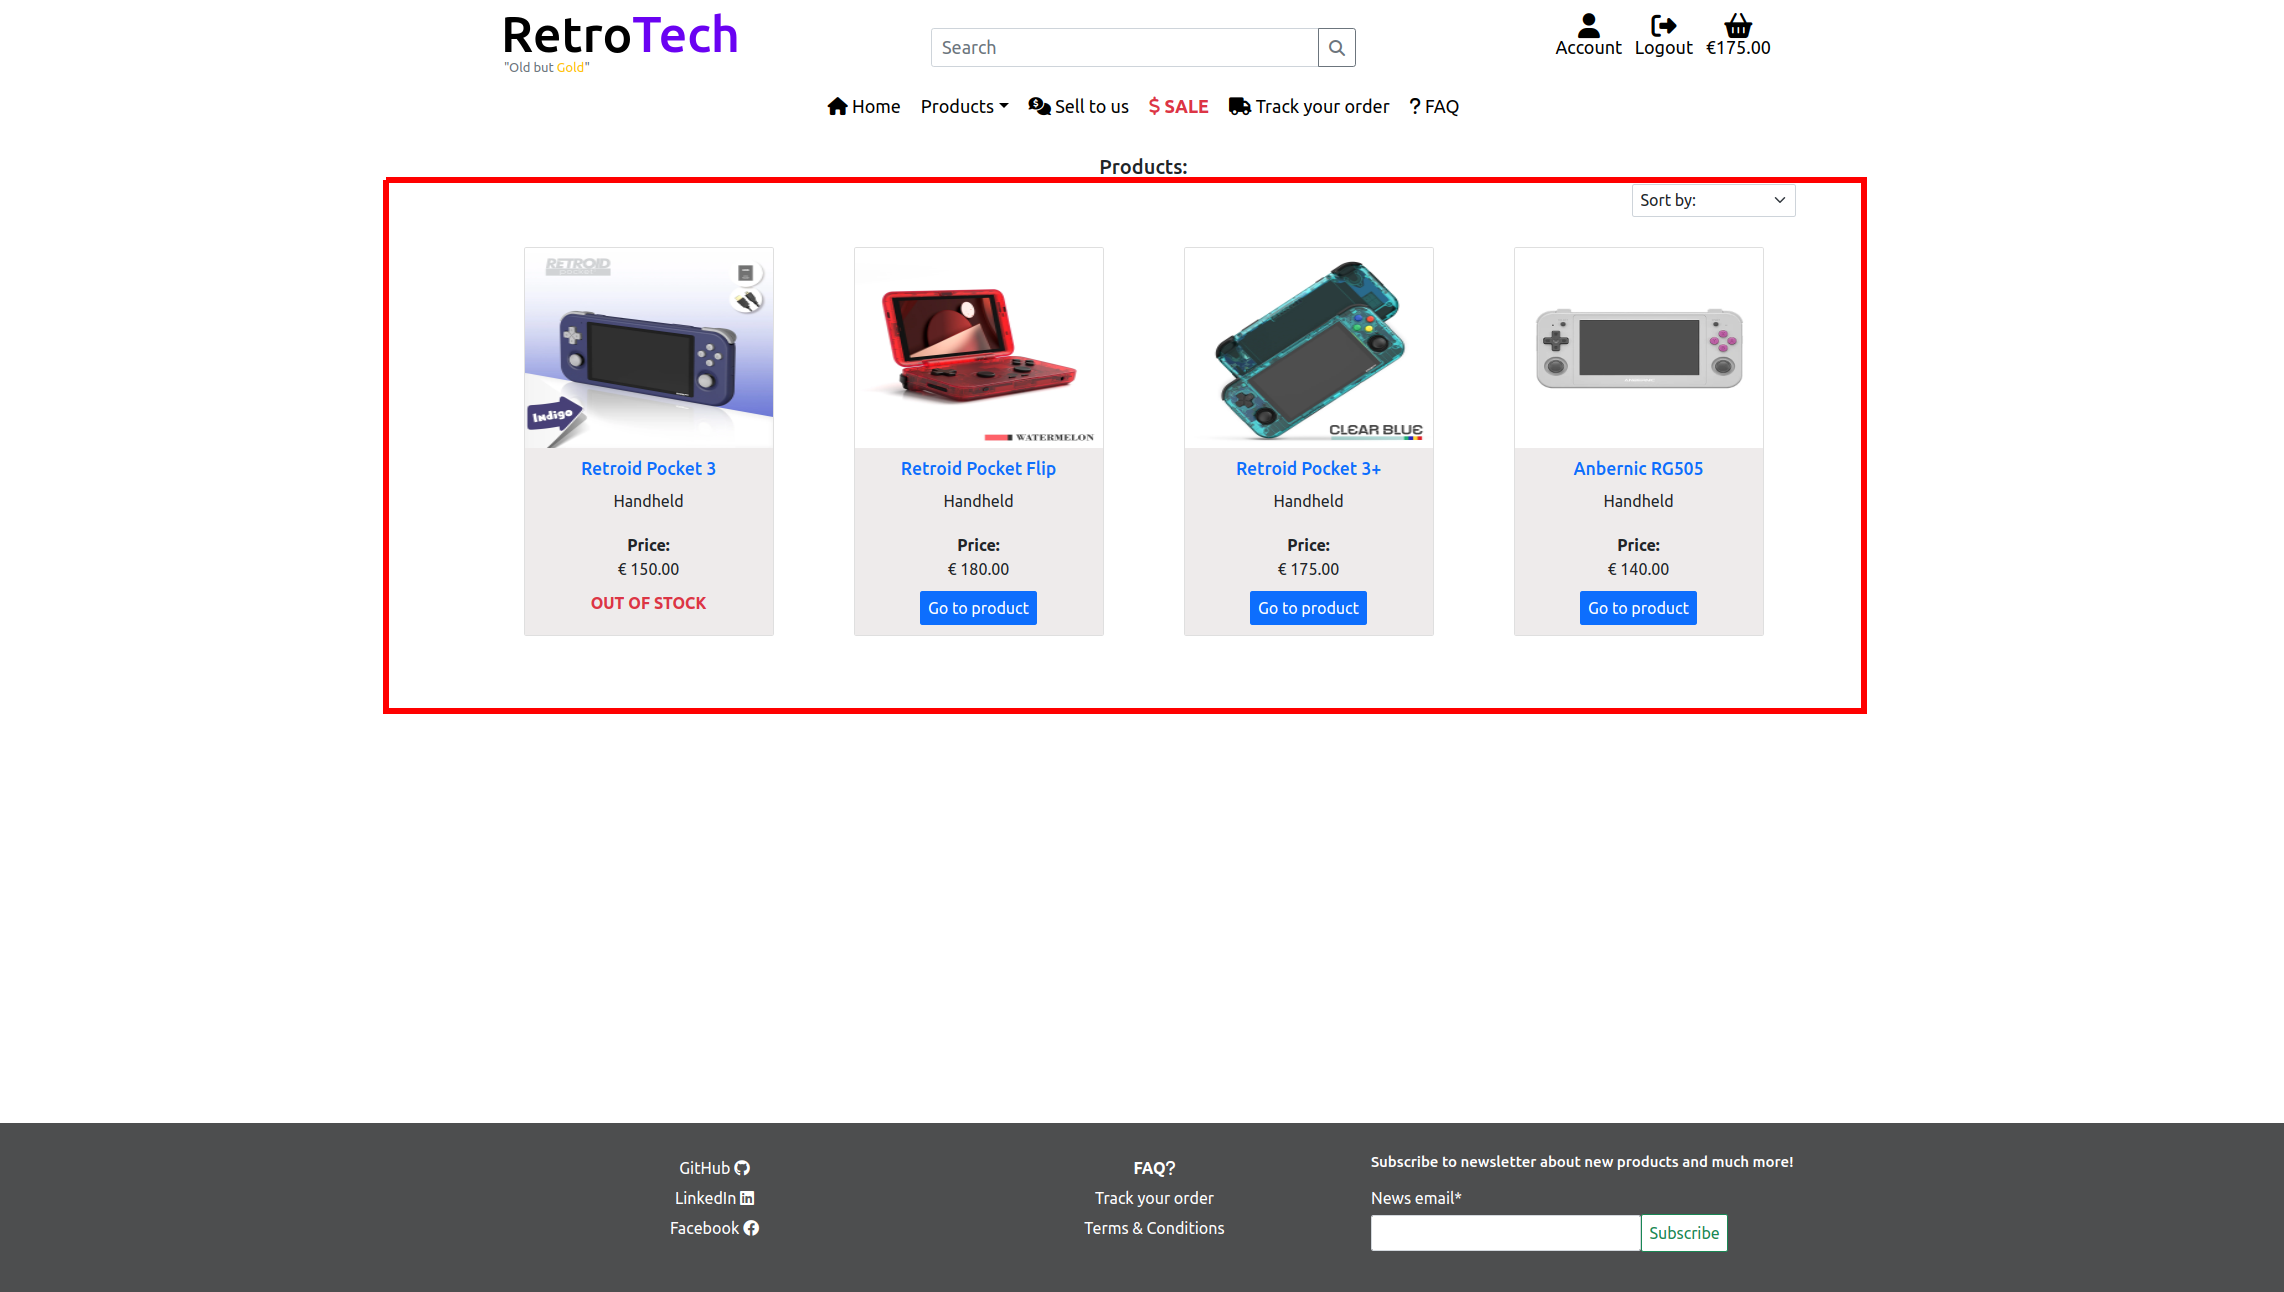 RetroTech
"Old but Gold"
Search
Account Logout €175.00
Home Products Sell to us $ SALE Track your order ? FAQ
Products:
Sort by:
RETROID
Indigo
WATERMELON
CLEAR BLUE
Retroid Pocket 3
Handheld
Price:
€ 150.00
OUT OF STOCK
Retroid Pocket Flip
Handheld
Price:
€ 180.00
Go to product
Retroid Pocket 3+
Handheld
Price:
€ 175.00
Go to product
Anbernic RG505
Handheld
Price:
€ 140.00
Go to product
GitHub
LinkedIn
Facebook
FAQ?
Track your order
Terms & Conditions
Subscribe to newsletter about new products and much more!
News email*
Subscribe